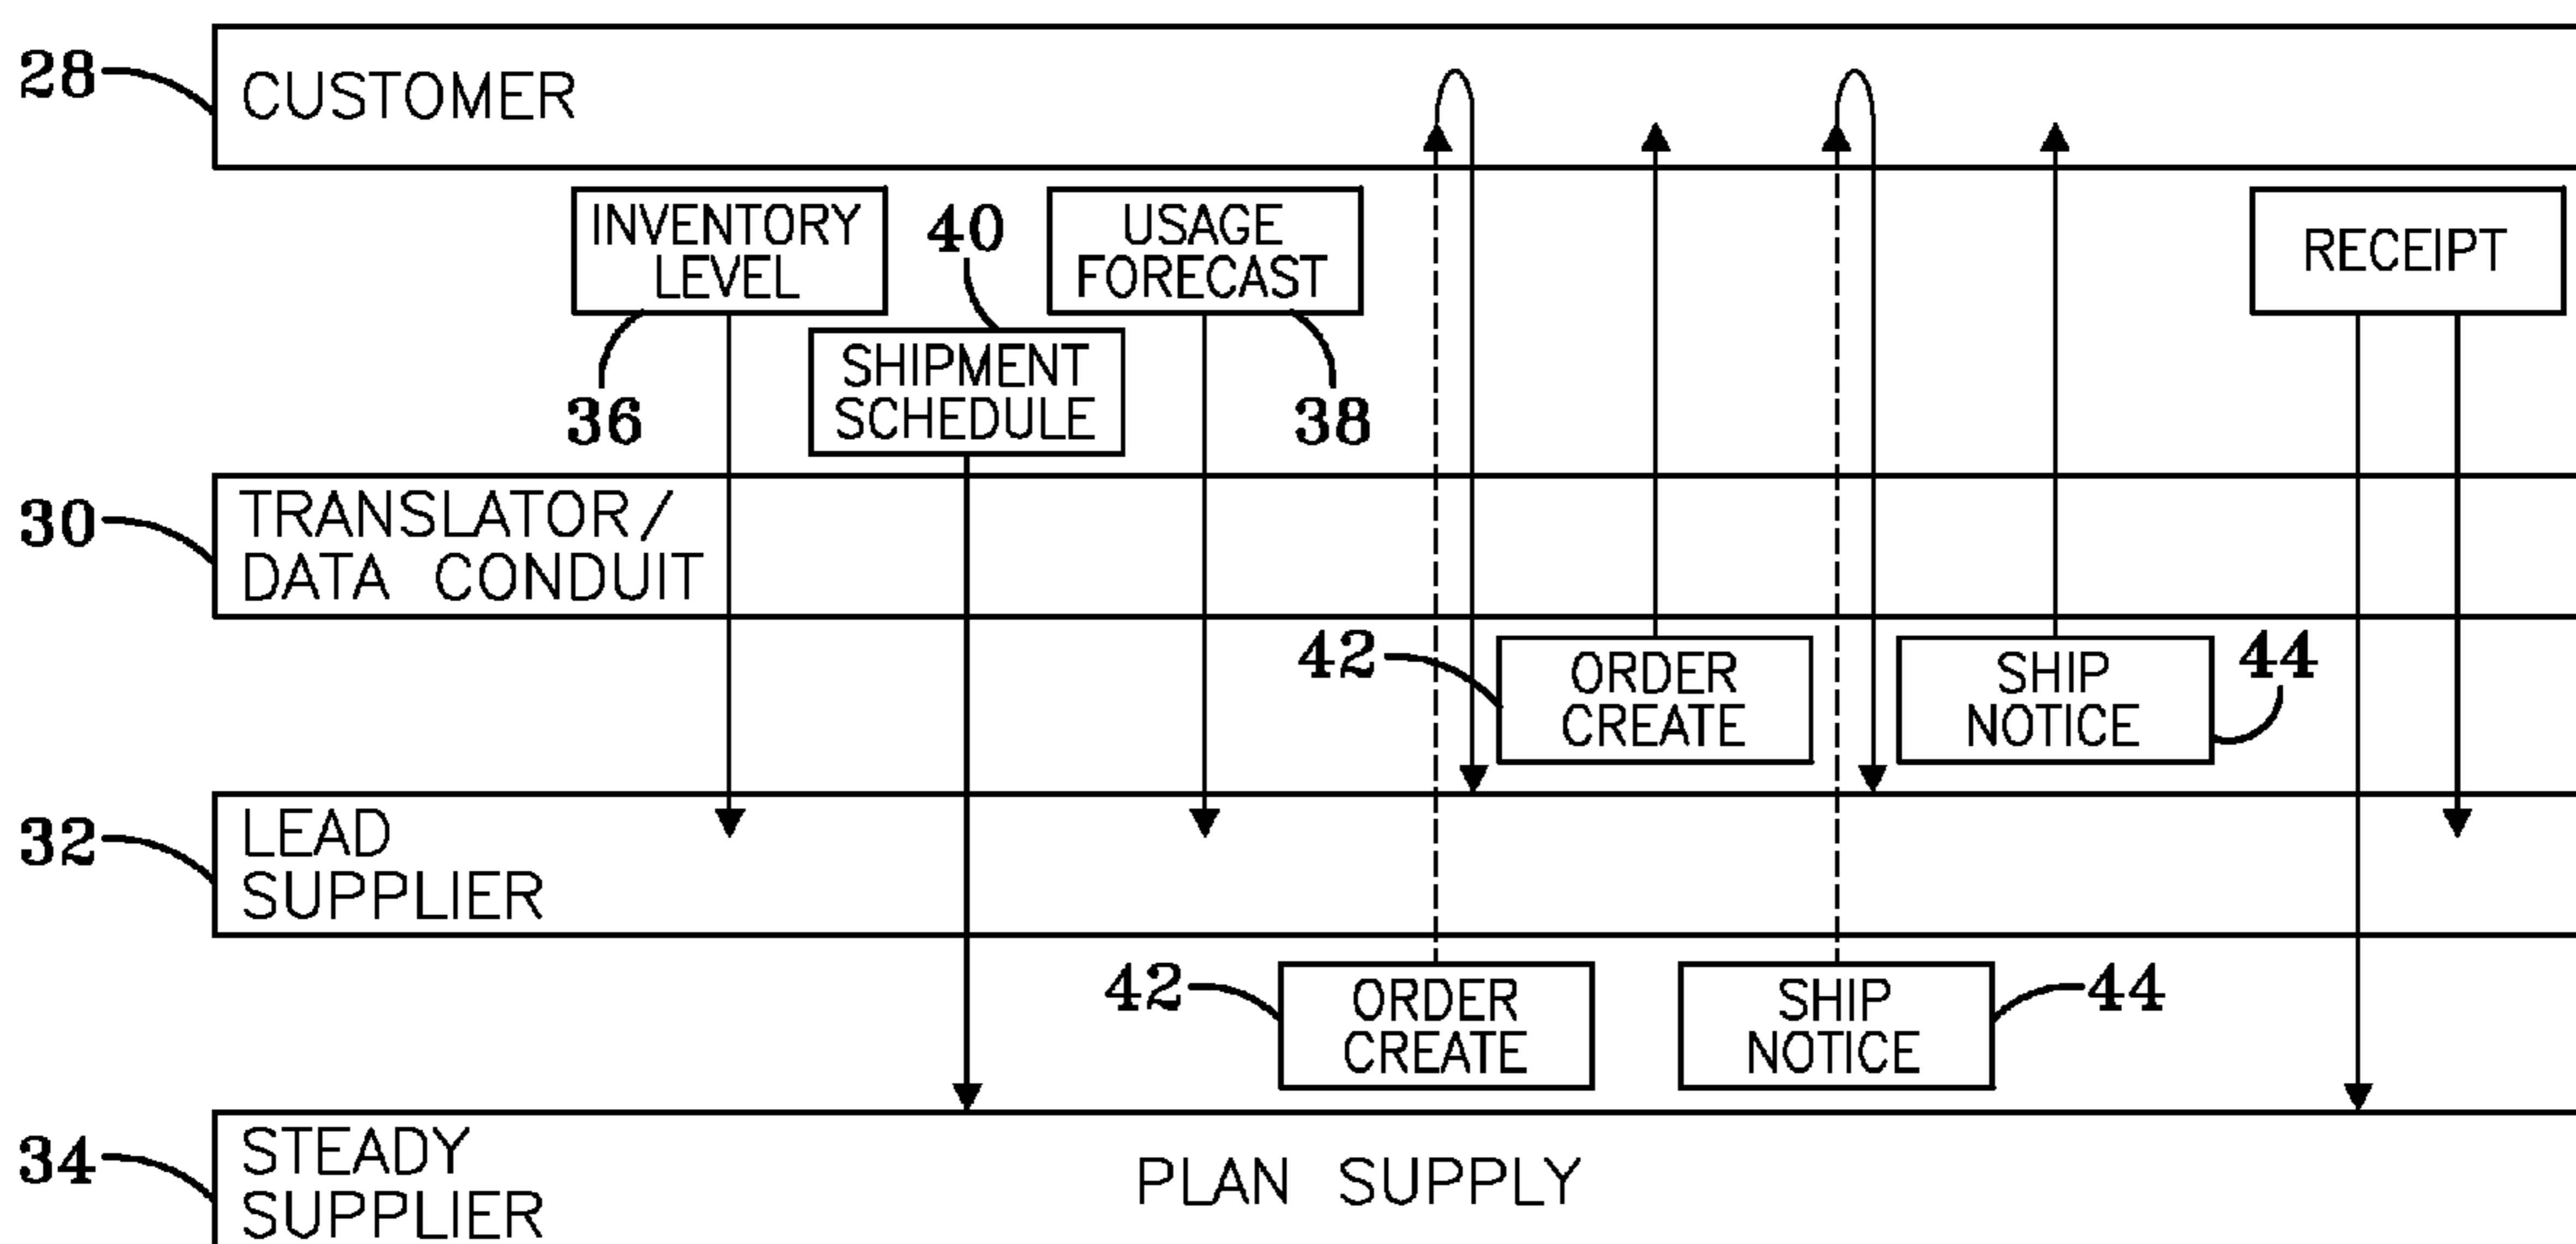 28
CUSTOMER
INVENTORY
LEVEL
40
USAGE
FORECAST
RECEIPT
SHIPMENT
SCHEDULE
36
38
30
TRANSLATOR/
DATA CONDUIT
42
ORDER
CREATE
SHIP
NOTICE
44
32
LEAD
SUPPLIER
42
ORDER
CREATE
SHIP
NOTICE
44
34
STEADY
SUPPLIER
PLAN SUPPLY